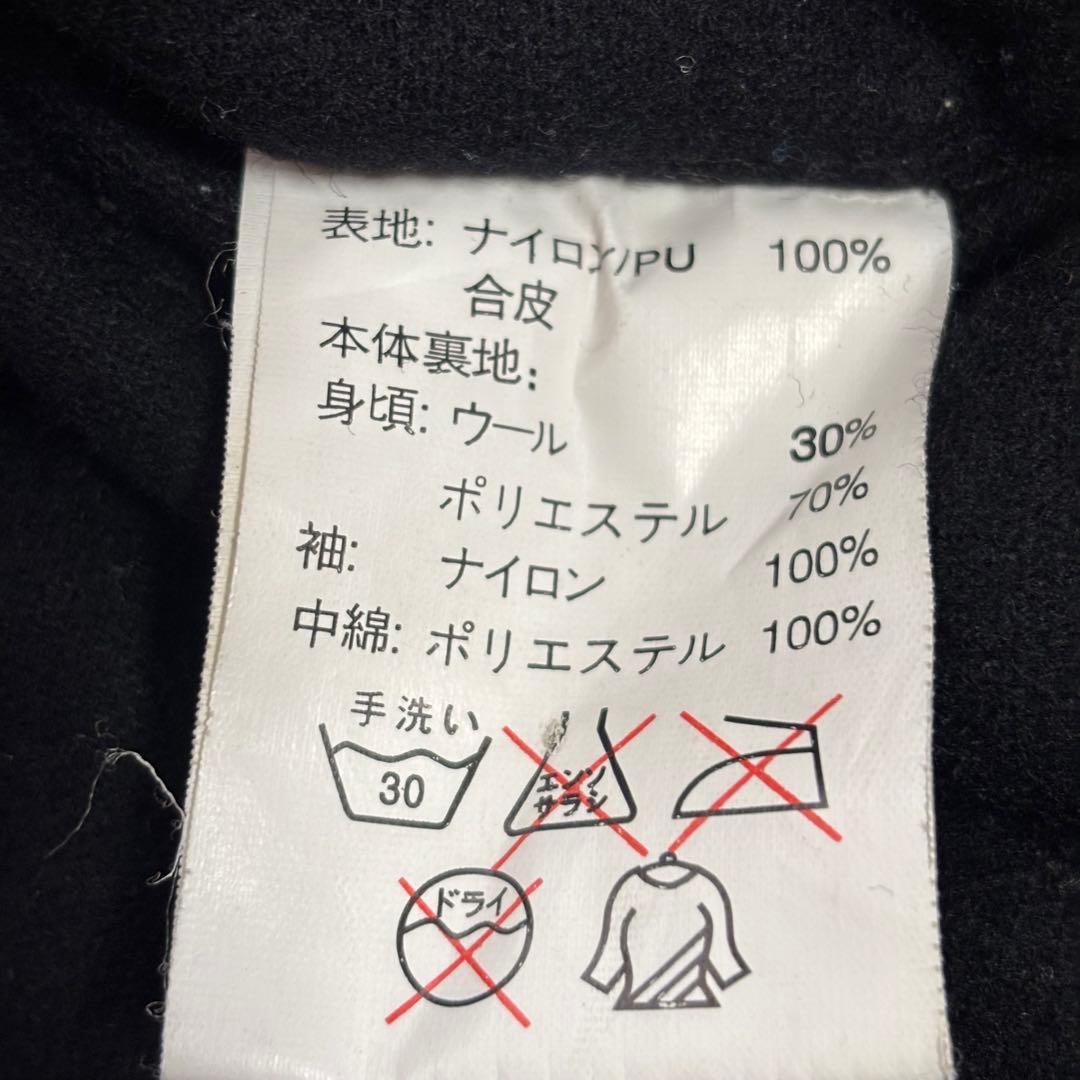 表地: ナイロン/PU 100%
合皮
本体裏地:
身頃: ウール 30%
ポリエステル 70%
袖: ナイロン 100%
中綿: ポリエステル 100%
手洗い
30
エンソ
サラシ
ドライ